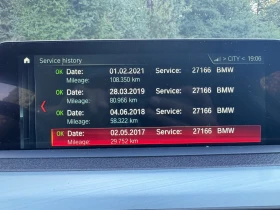 Service history
> CITY < 19:06
OK Date: 01.02.2021 Service: 27166 BMW
Mileage: 108.350 km
OK Date: 28.03.2019 Service: 27166 BMW
Mileage: 80.966 km
OK Date: 04.06.2018 Service: 27166 BMW
Mileage: 58.322 km
OK Date: 02.05.2017 Service: 27166 BMW
Mileage: 29.752 km